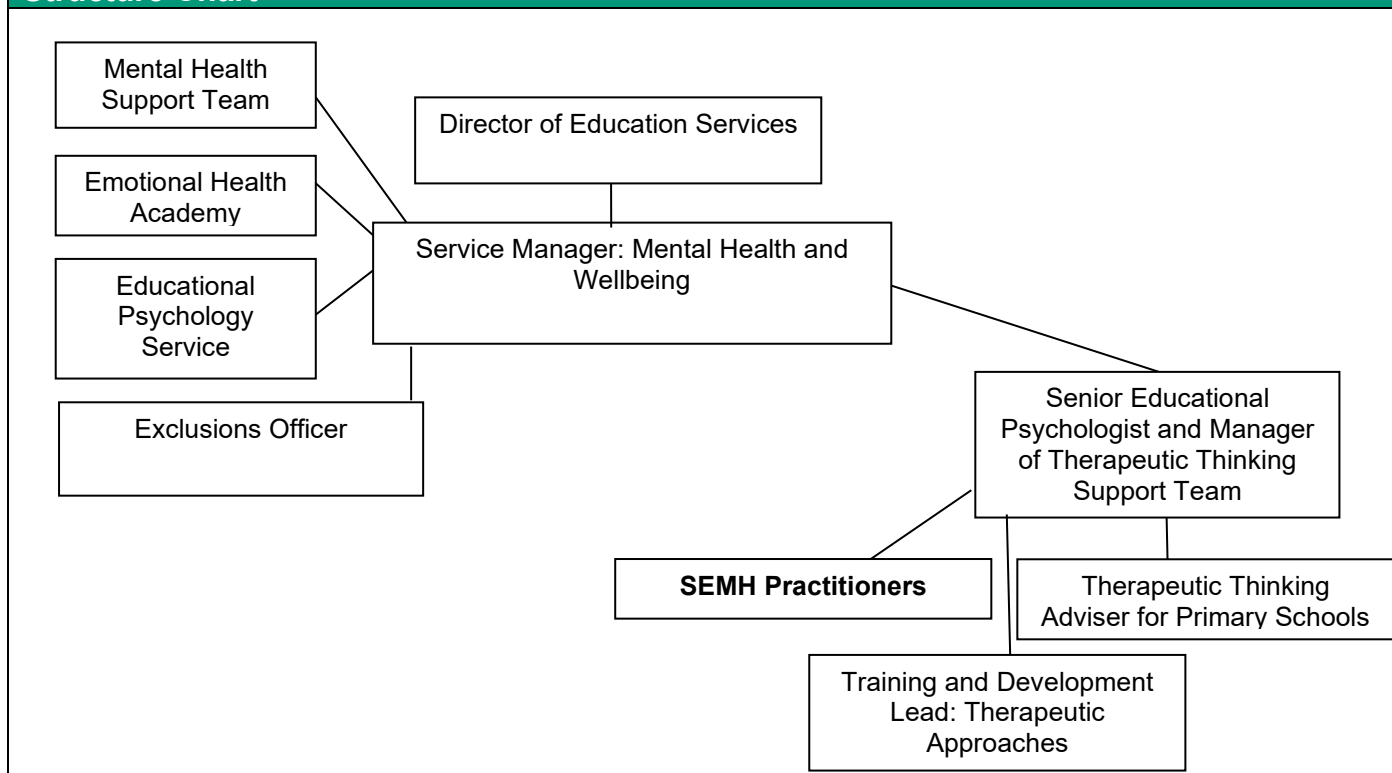 Structure Chart
Mental Health
Support Team
Director of Education Services
Emotional Health
Academy
Service Manager: Mental Health and
Wellbeing
Educational
Psychology
Service
Exclusions Officer
Senior Educational
Psychologist and Manager
of Therapeutic Thinking
Support Team
SEMH Practitioners
Therapeutic Thinking
Adviser for Primary Schools
Training and Development
Lead: Therapeutic
Approaches